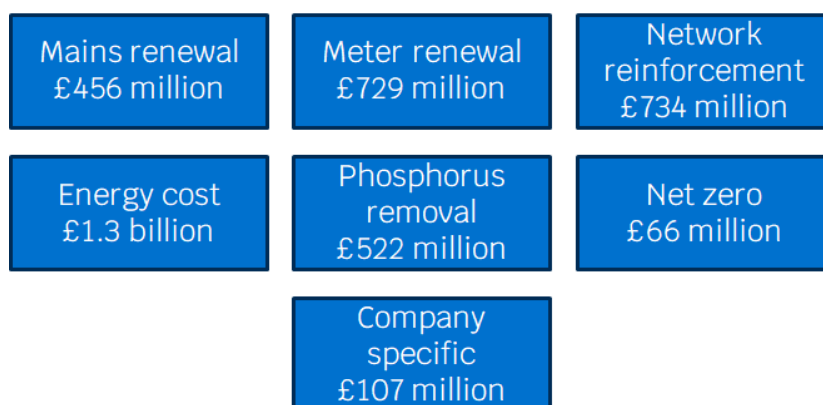 Mains renewal
£456 million
Meter renewal
£729 million
Network
reinforcement
£734 million
Energy cost
£1.3 billion
Phosphorus
removal
£522 million
Net zero
£66 million
Company
specific
£107 million